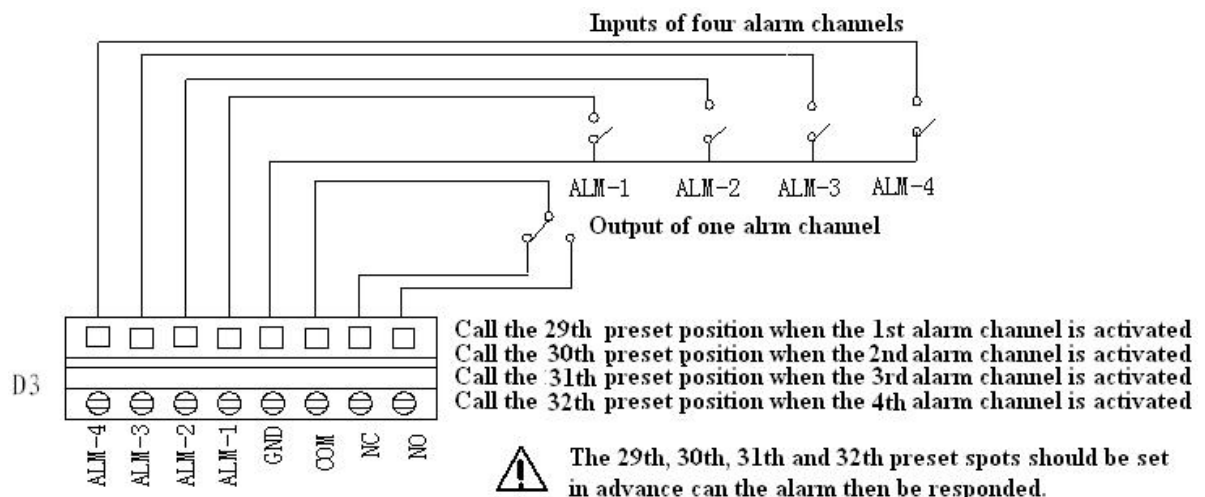 Inputs of four alarm channels
ALM-1 ALM-2 ALM-3 ALM-4
Output of one alrm channel
Call the 29th preset position when the 1st alarm channel is activated
Call the 30th preset position when the 2nd alarm channel is activated
Call the 31th preset position when the 3rd alarm channel is activated
Call the 32th preset position when the 4th alarm channel is activated
D3
ALM-4
ALM-3
ALM-2
ALM-1
GND
COM
NC
NO
The 29th, 30th, 31th and 32th preset spots should be set
in advance can the alarm then be responded.